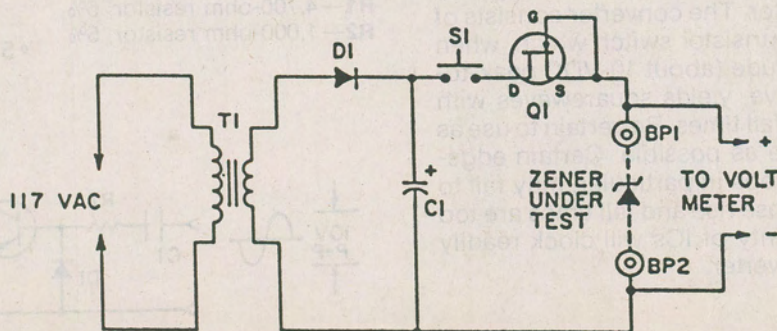 G
D1
S1
D
S
Q1
BP1
+
T1
+
117 VAC
ZENER
UNDER
TEST
TO VOLT
METER
C1
-
BP2